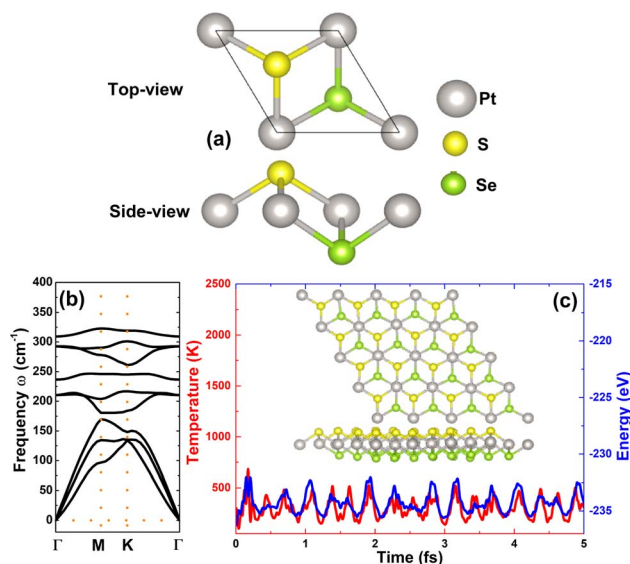 Top-view
(a)
Pt
S
Se
Side-view
(b)
400
350
300
250
200
150
100
50
0
Frequency ω (cm⁻¹)
Γ M K Γ
(c)
2500
2000
1500
1000
500
Temperature (K)
-215
-220
-225
-230
-235
Energy (eV)
0 1 2 3 4 5
Time (fs)